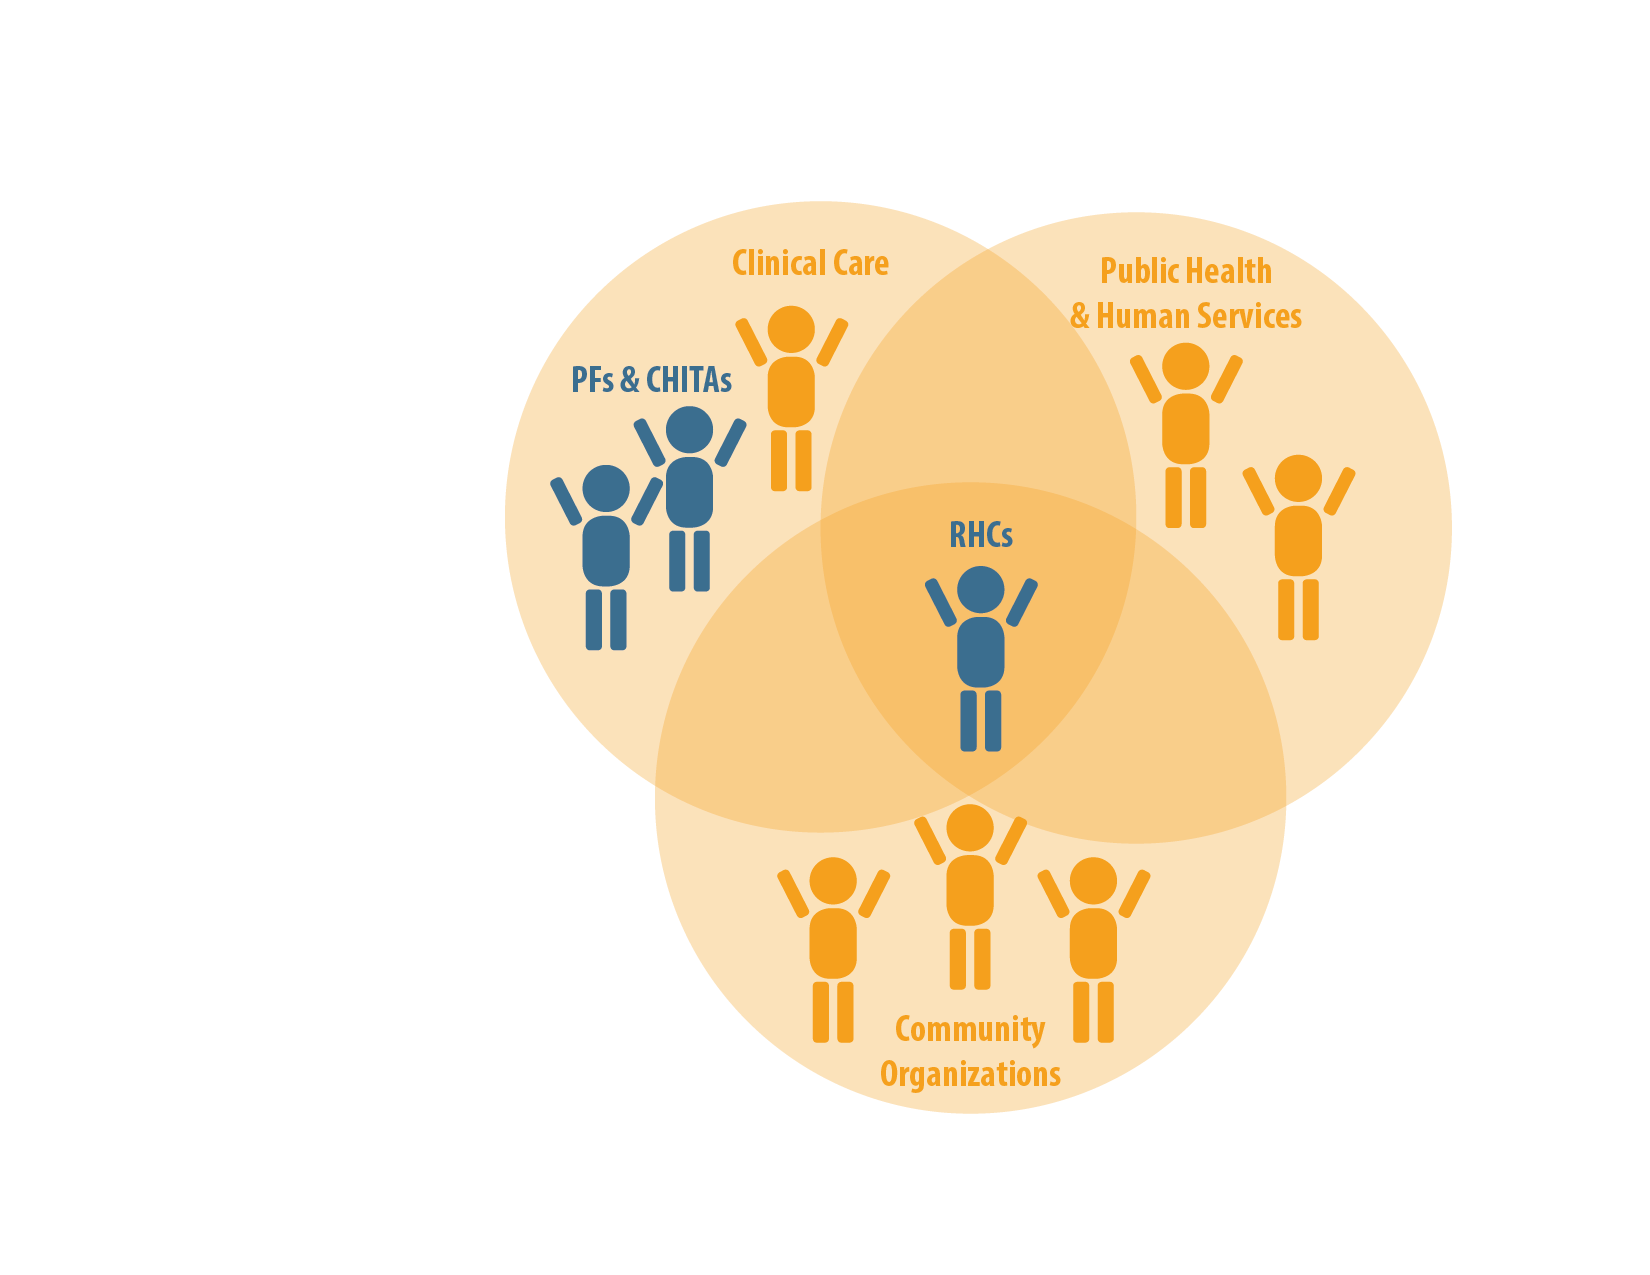 Clinical Care
Public Health
& Human Services
PFs & CHITAs
RHCs
Community
Organizations